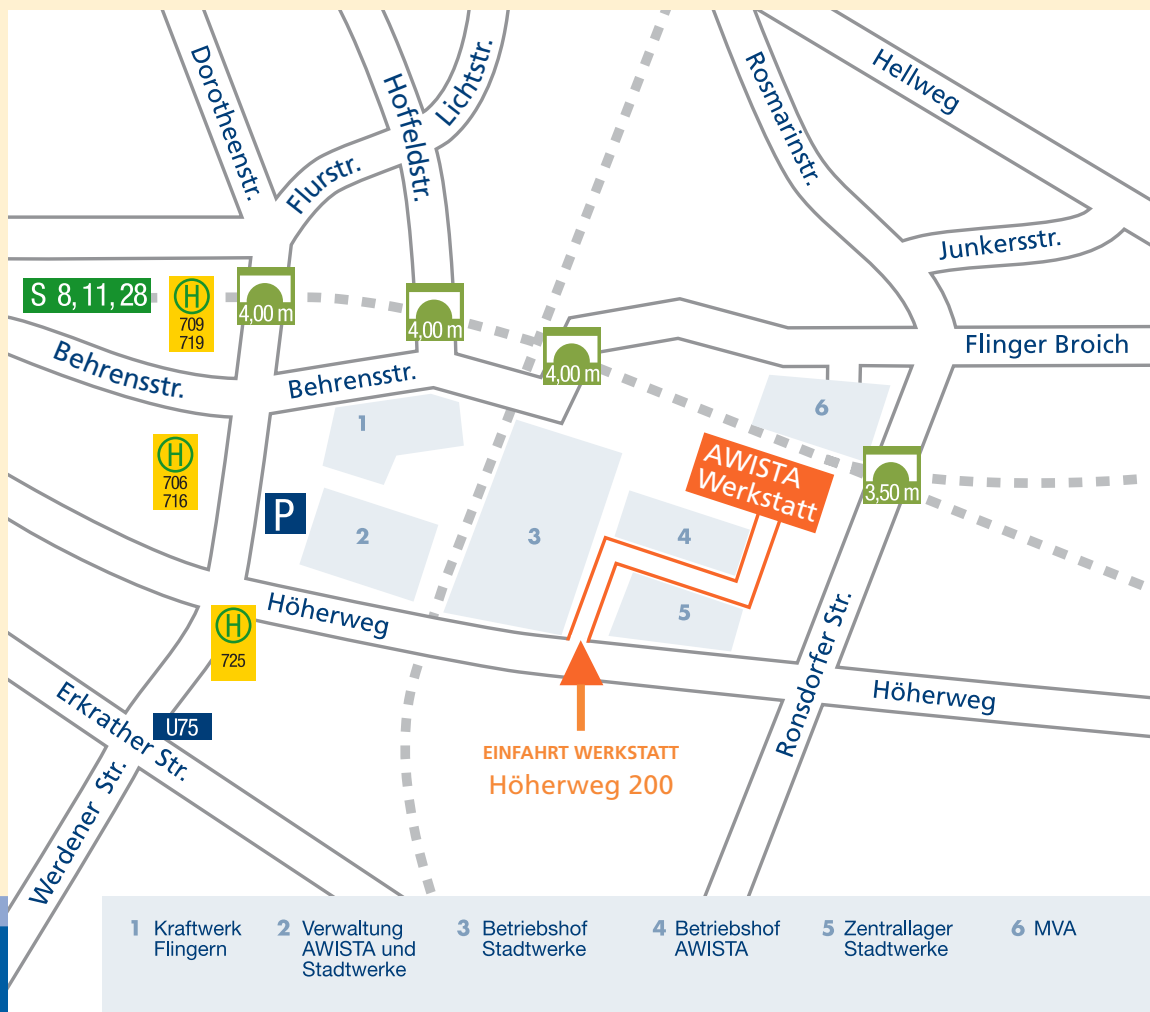 Dorotheenstr.
Hoffeldstr.
Lichtstr.
Flurstr.
Rosmarinstr.
Hellweg
Junkersstr.
S 8, 11, 28
H
709
719
4,00 m
4,00 m
4,00 m
Flinger Broich
Behrensstr.
Behrensstr.
1
6
H
706
716
P
2
3
4
5
AWISTA
Werkstatt
3,50 m
Höherweg
H
725
Ronsdorfer Str.
Höherweg
Erkrather Str.
U75
Werdener Str.
EINFAHRT WERKSTATT
Höherweg 200
1 Kraftwerk
Flingern
2 Verwaltung
AWISTA und
Stadtwerke
3 Betriebshof
Stadtwerke
4 Betriebshof
AWISTA
5 Zentrallager
Stadtwerke
6 MVA